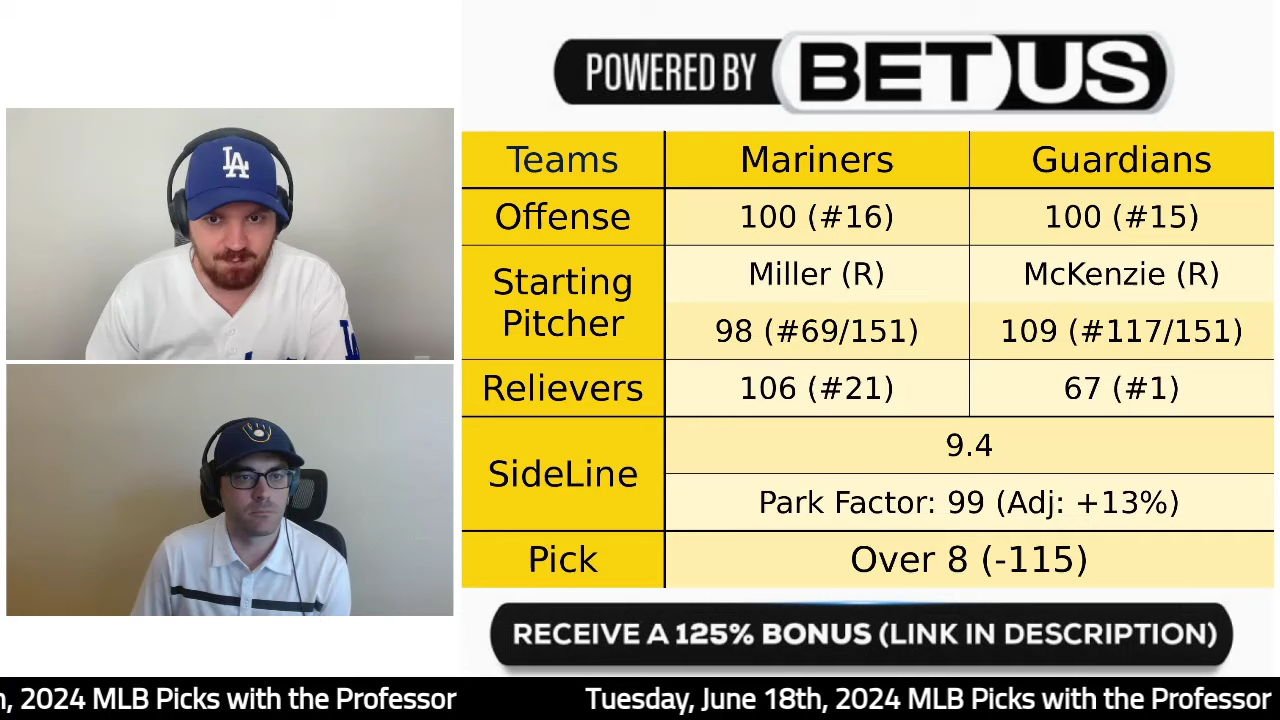 POWERED BY BETUS
LA
Teams Mariners Guardians
Offense 100 (#16) 100 (#15)
Starting Pitcher Miller (R) McKenzie (R)
98 (#69/151) 109 (#117/151)
Relievers 106 (#21) 67 (#1)
SideLine 9.4
Park Factor: 99 (Adj: +13%)
Pick Over 8 (-115)
RECEIVE A 125% BONUS (LINK IN DESCRIPTION)
h, 2024 MLB Picks with the Professor Tuesday, June 18th, 2024 MLB Picks with the Professor